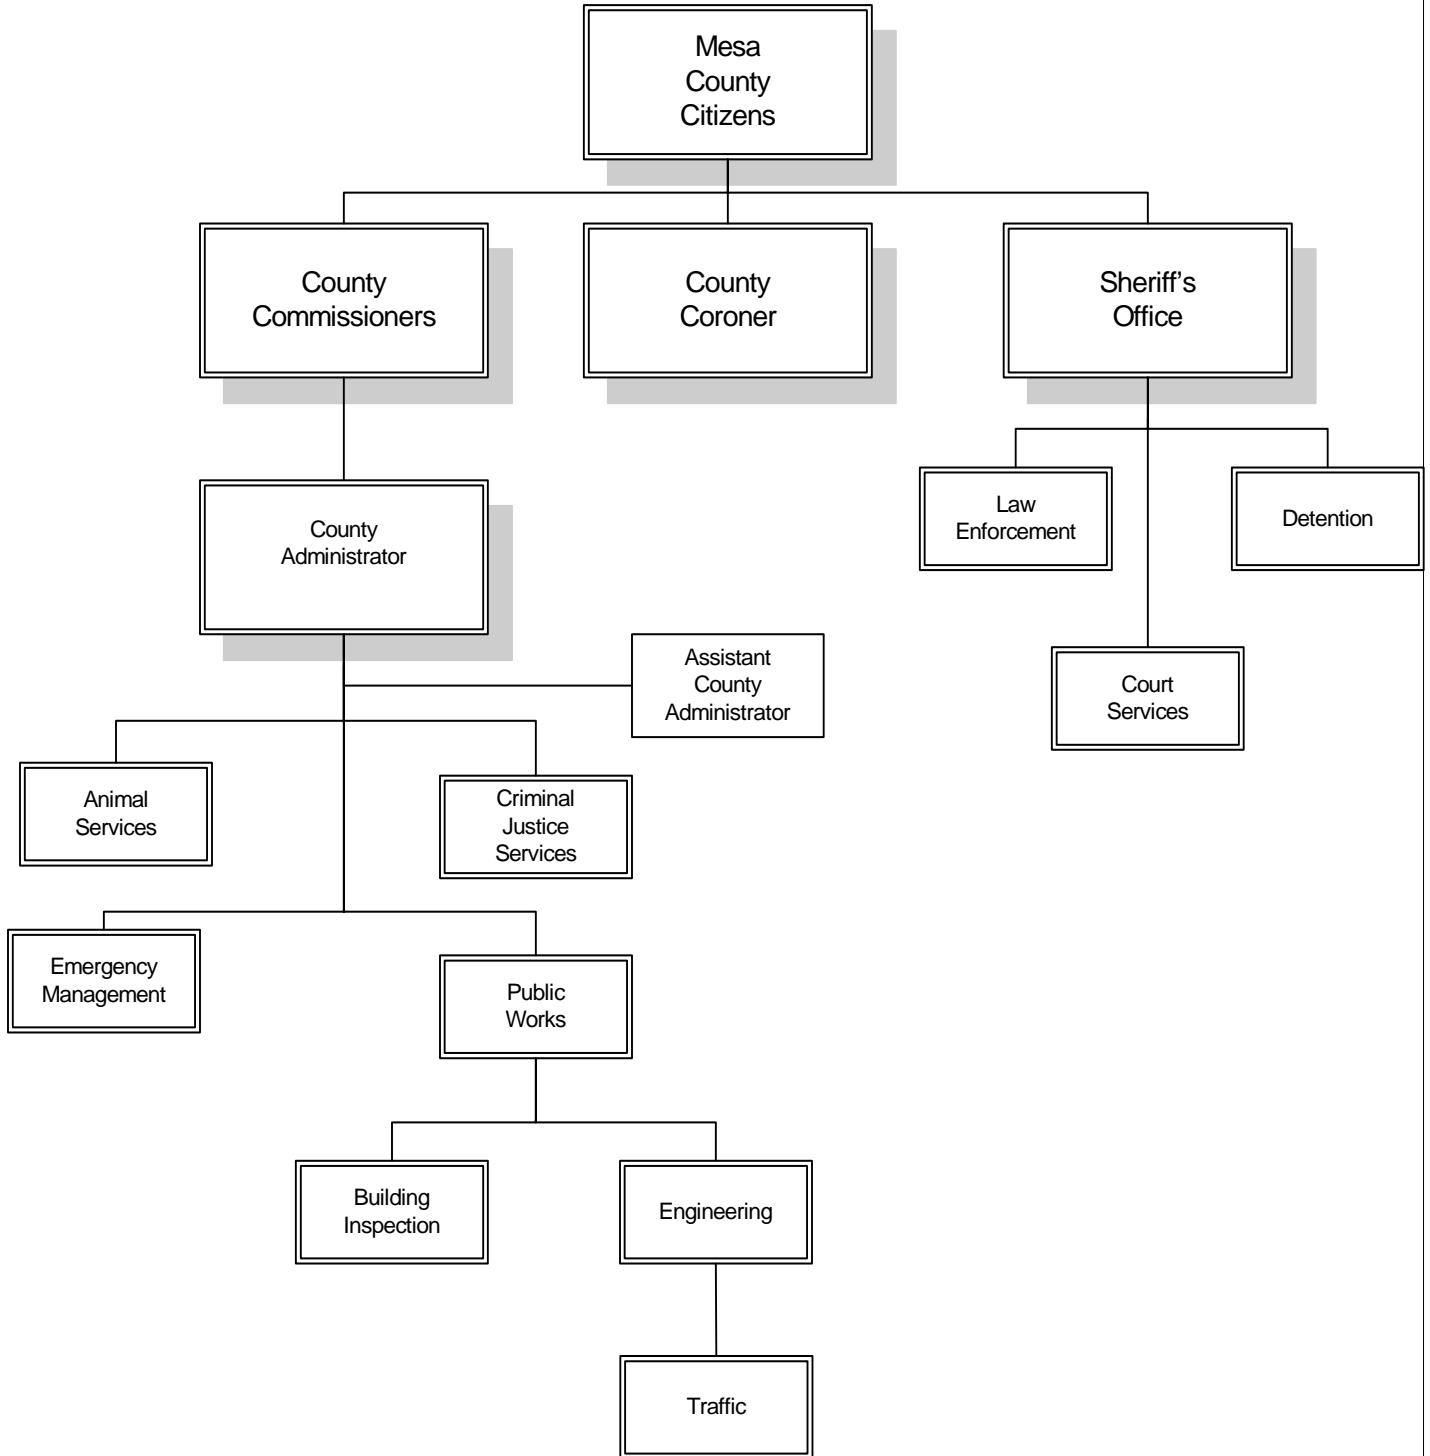 Mesa
County
Citizens
County
Commissioners
County
Coroner
Sheriff's
Office
County
Administrator
Law
Enforcement
Detention
Assistant
County
Administrator
Court
Services
Animal
Services
Criminal
Justice
Services
Emergency
Management
Public
Works
Building
Inspection
Engineering
Traffic